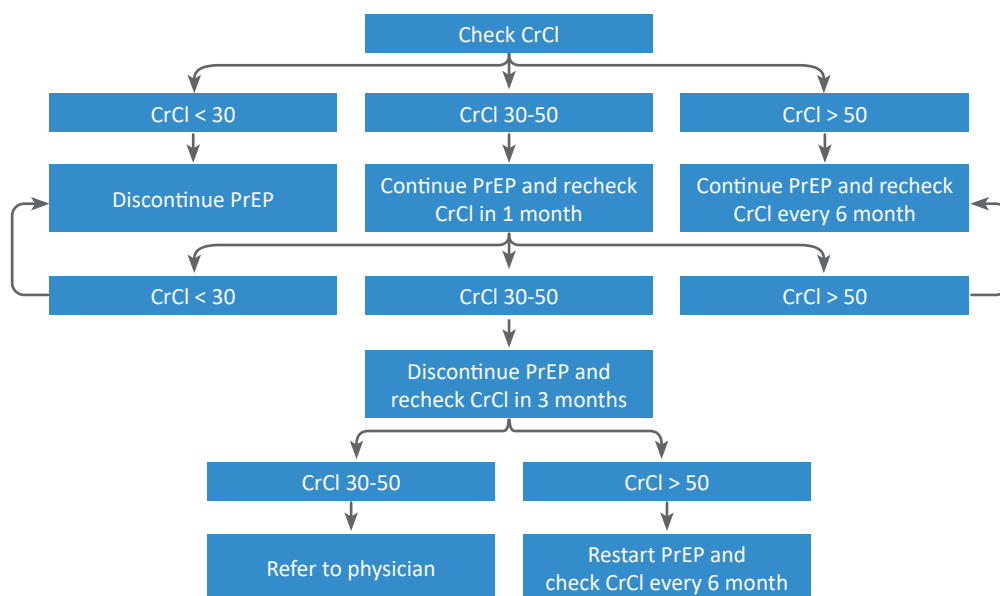 Check CrCl
CrCl < 30
CrCl 30-50
CrCl > 50
Discontinue PrEP
Continue PrEP and recheck
CrCl in 1 month
Continue PrEP and recheck
CrCl every 6 month
CrCl < 30
CrCl 30-50
CrCl > 50
Discontinue PrEP and
recheck CrCl in 3 months
CrCl 30-50
CrCl > 50
Refer to physician
Restart PrEP and
check CrCl every 6 month